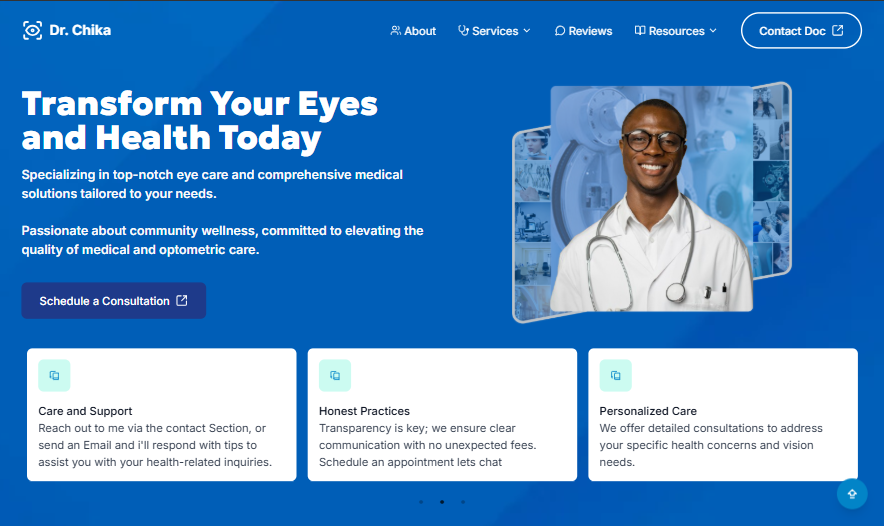 Dr. Chika
About
Services
Reviews
Resources
Contact Doc
Transform Your Eyes
and Health Today
Specializing in top-notch eye care and comprehensive medical
solutions tailored to your needs.
Passionate about community wellness, committed to elevating the
quality of medical and optometric care.
Schedule a Consultation
Care and Support
Reach out to me via the contact Section, or
send an Email and i'll respond with tips to
assist you with your health-related inquiries.
Honest Practices
Transparency is key; we ensure clear
communication with no unexpected fees.
Schedule an appointment lets chat
Personalized Care
We offer detailed consultations to address
your specific health concerns and vision
needs.